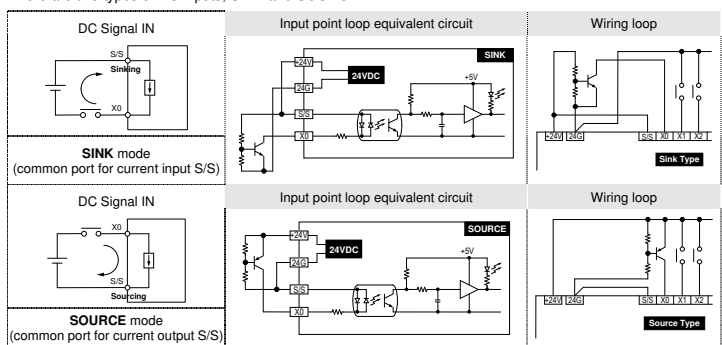 DC Signal IN
Input point loop equivalent circuit
Wiring loop
S/S
Sinking
X0
SINK
+24V
24VDC
24G
+5V
S/S
X0
+24V 24G S/S X0 X1 X2
Sink Type
SINK mode
(common port for current input S/S)
DC Signal IN
Input point loop equivalent circuit
Wiring loop
X0
S/S
Sourcing
SOURCE
+24V
24VDC
24G
+5V
S/S
X0
+24V 24G S/S X0 X1 X2
Source Type
SOURCE mode
(common port for current output S/S)